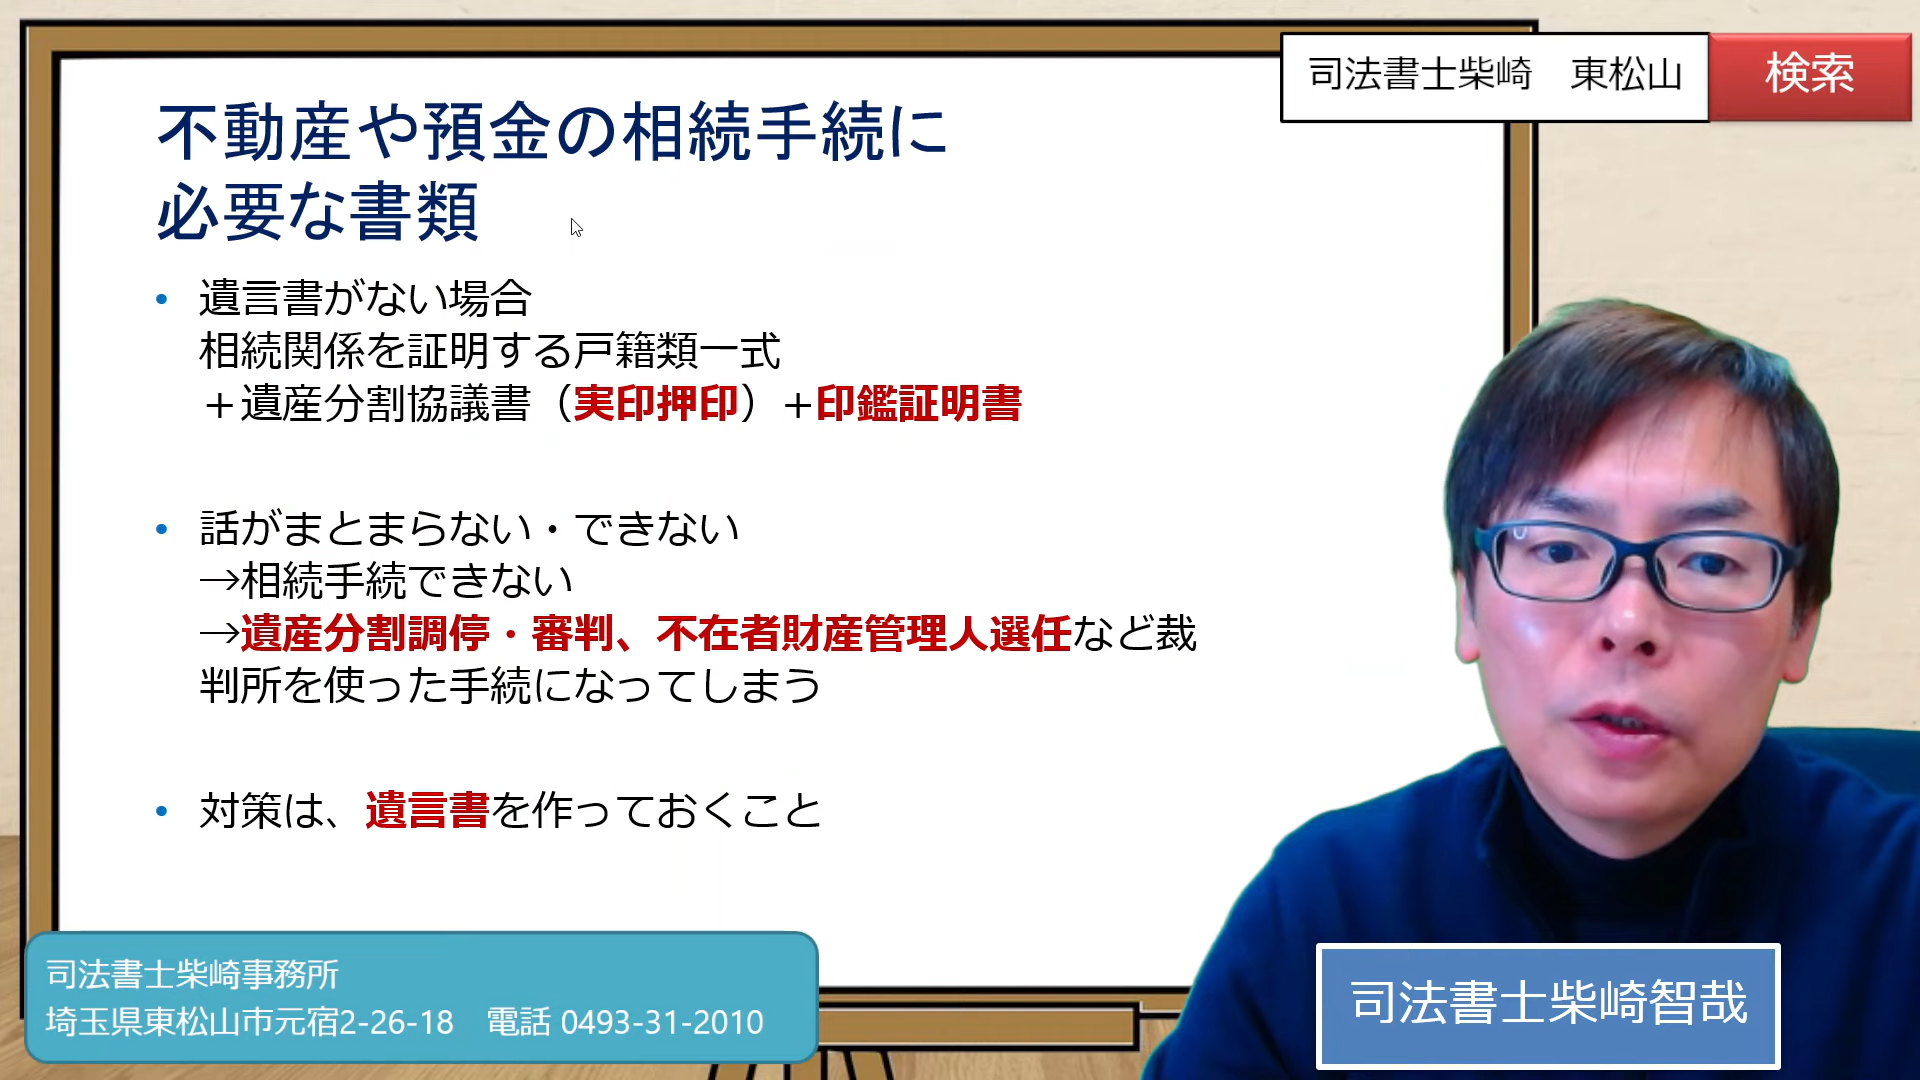 司法書士柴崎　東松山
検索
不動産や預金の相続手続に
必要な書類
• 遺言書がない場合
相続関係を証明する戸籍類一式
＋遺産分割協議書（実印押印）＋印鑑証明書
• 話がまとまらない・できない
→相続手続できない
→遺産分割調停・審判、不在者財産管理人選任など裁
判所を使った手続になってしまう
• 対策は、遺言書を作っておくこと
司法書士柴崎事務所
埼玉県東松山市元宿2-26-18　電話 0493-31-2010
司法書士柴崎智哉